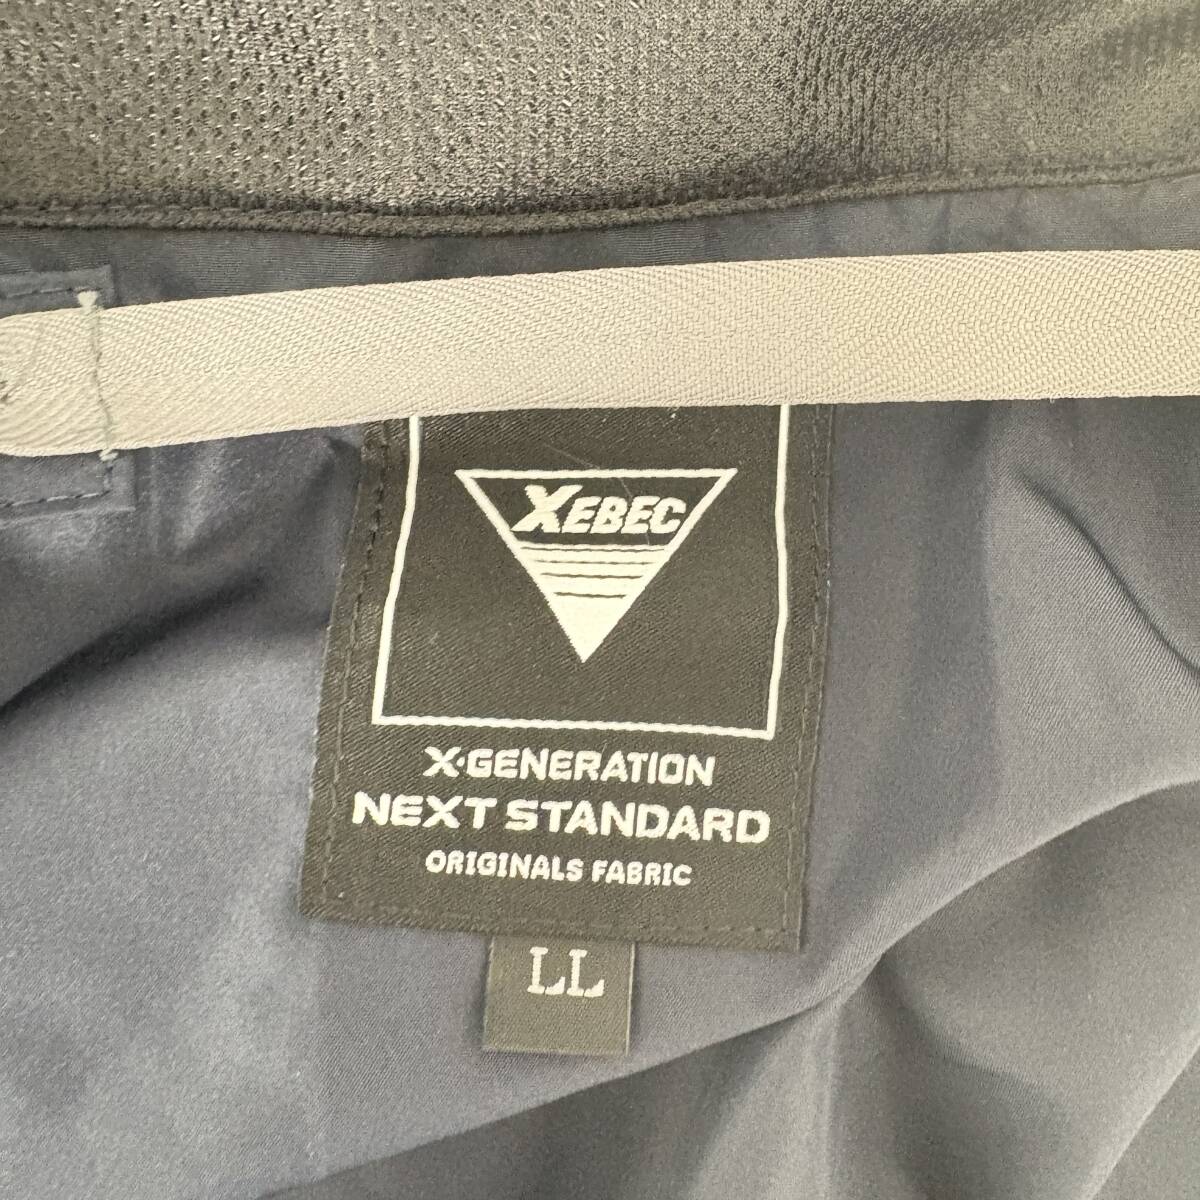 XEBEC
X·GENERATION
NEXT STANDARD
ORIGINALS FABRIC
LL